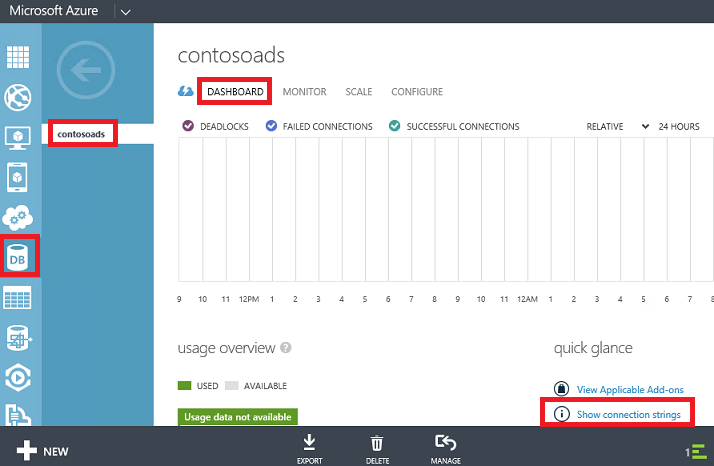 Microsoft Azure
contosoads
DASHBOARD MONITOR SCALE CONFIGURE
contosoads
DEADLOCKS FAILED CONNECTIONS SUCCESSFUL CONNECTIONS RELATIVE 24 HOURS
DB
9 10 11 12PM 1 2 3 4 5 6 7 8 9 10 11 12AM 1 2 3 4 5 6 7 8
usage overview ? quick glance
USED AVAILABLE View Applicable Add-ons
Usage data not available Show connection strings
NEW EXPORT DELETE MANAGE 1